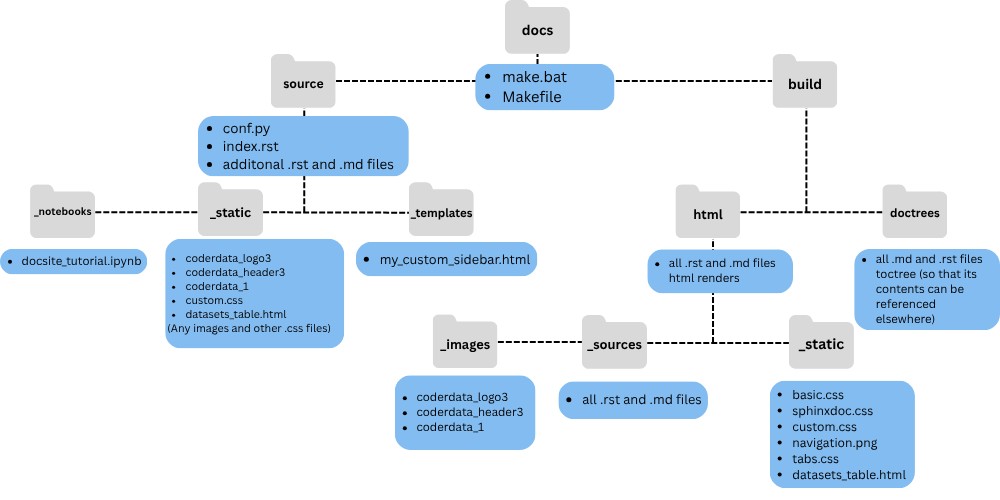 docs
• make.bat
• Makefile
source
build
• conf.py
• index.rst
• additonal .rst and .md files
_notebooks
_static
_templates
html
doctrees
• docsite_tutorial.ipynb
• coderdata_logo3
• coderdata_header3
• coderdata_1
• custom.css
• datasets_table.html
(Any images and other .css files)
• my_custom_sidebar.html
• all .rst and .md files
html renders
• all .md and .rst files
toctree (so that its
contents can be
referenced
elsewhere)
_images
_sources
_static
• coderdata_logo3
• coderdata_header3
• coderdata_1
• all .rst and .md files
• basic.css
• sphinxdoc.css
• custom.css
• navigation.png
• tabs.css
• datasets_table.html